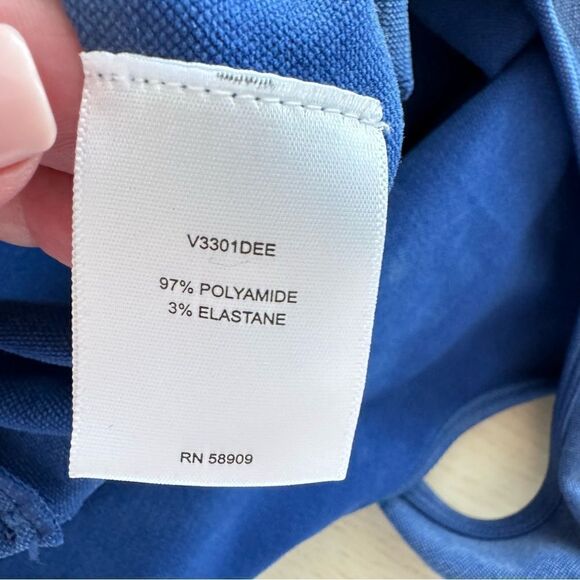 V3301DEE
97% POLYAMIDE
3% ELASTANE
RN 58909